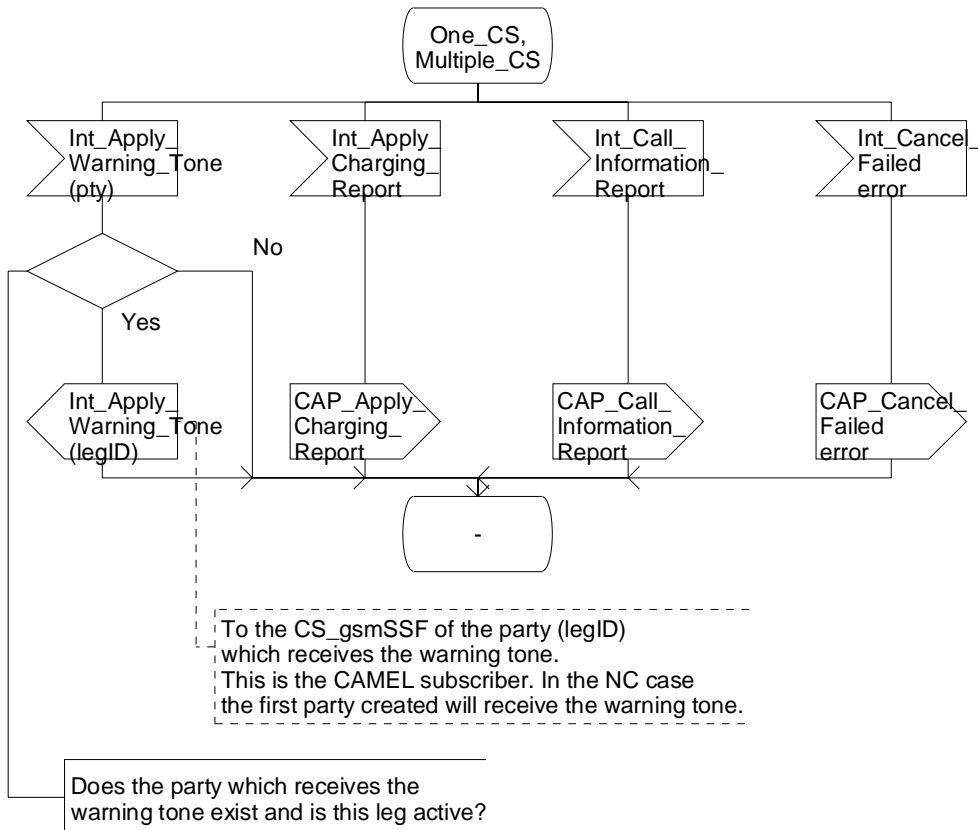 One_CS,
Multiple_CS
Int_Apply_
Warning_Tone
(pty)
Int_Apply_
Charging_
Report
Int_Call_
Information_
Report
Int_Cancel_
Failed
error
No
Yes
Int_Apply_
Warning_Tone
(legID)
CAP_Apply_
Charging_
Report
CAP_Call_
Information_
Report
CAP_Cancel_
Failed
error
-
To the CS_gsmSSF of the party (legID)
which receives the warning tone.
This is the CAMEL subscriber. In the NC case
the first party created will receive the warning tone.
Does the party which receives the
warning tone exist and is this leg active?